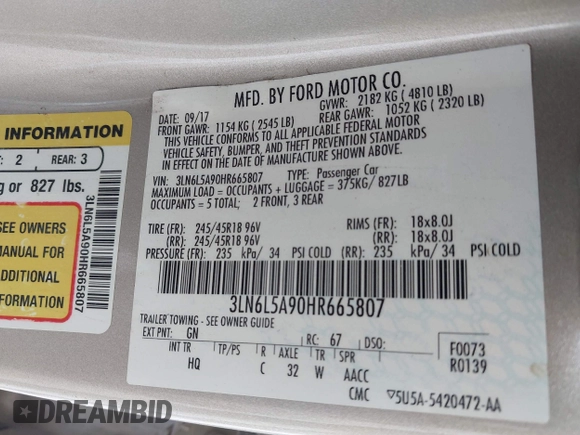 INFORMATION
: 2 REAR: 3
g or 827 lbs.
SEE OWNERS
MANUAL FOR
ADDITIONAL
NFORMATION
3LN6L5A90HR665807
MFD. BY FORD MOTOR CO.
DATE: 09/17 GVWR: 2182 KG ( 4810 LB)
FRONT GAWR: 1154 KG ( 2545 LB) REAR GAWR: 1052 KG ( 2320 LB)
THIS VEHICLE CONFORMS TO ALL APPLICABLE FEDERAL MOTOR
VEHICLE SAFETY, BUMPER, AND THEFT PREVENTION STANDARDS
IN EFFECT ON THE DATE OF MANUFACTURE SHOWN ABOVE.
VIN: 3LN6L5A90HR665807 TYPE: Passenger Car
MAXIMUM LOAD = OCCUPANTS + LUGGAGE = 375KG/ 827LB
OCCUPANTS = 5 TOTAL; 2 FRONT, 3 REAR
TIRE (FR): 245/45R18 96V RIMS (FR): 18x8.0J
(RR): 245/45R18 96V (RR): 18x8.0J
PRESSURE (FR): 235 kPa/ 34 PSI COLD (RR): 235 kPa/ 34 PSI COLD
3LN6L5A90HR665807
TRAILER TOWING - SEE OWNER GUIDE
EXT PNT: GN RC: 67 DSO: F0073
INT TR TP/PS R AXLE TR SPR R0139
HQ C 32 W AACC
CMC ▽5U5A-5420472-AA
DREAMBID